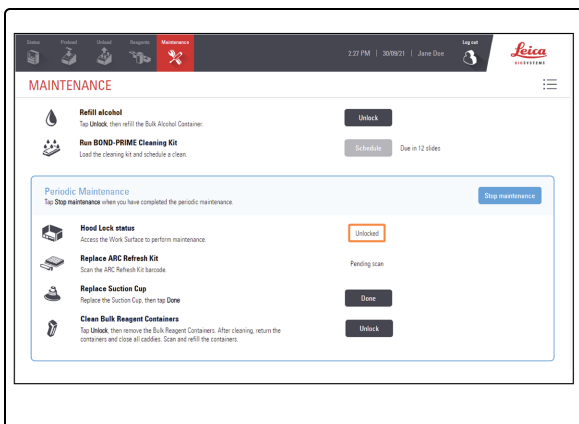 Status Preload Unload Reagents Maintenance Log out
2:27 PM | 30/09/21 | Jane Doe
Leica
BIOSYSTEMS
MAINTENANCE
Refill alcohol
Tap Unlock, then refill the Bulk Alcohol Container.
Unlock
Run BOND-PRIME Cleaning Kit
Load the cleaning kit and schedule a clean.
Schedule Due in 12 slides
Periodic Maintenance
Tap Stop maintenance when you have completed the periodic maintenance.
Stop maintenance
Hood Lock status
Access the Work Surface to perform maintenance.
Unlocked
Replace ARC Refresh Kit
Scan the ARC Refresh Kit barcode.
Pending scan
Replace Suction Cup
Replace the Suction Cup, then tap Done
Done
Clean Bulk Reagent Containers
Tap Unlock, then remove the Bulk Reagent Containers. After cleaning, return the
containers and close all caddies. Scan and refill the containers.
Unlock